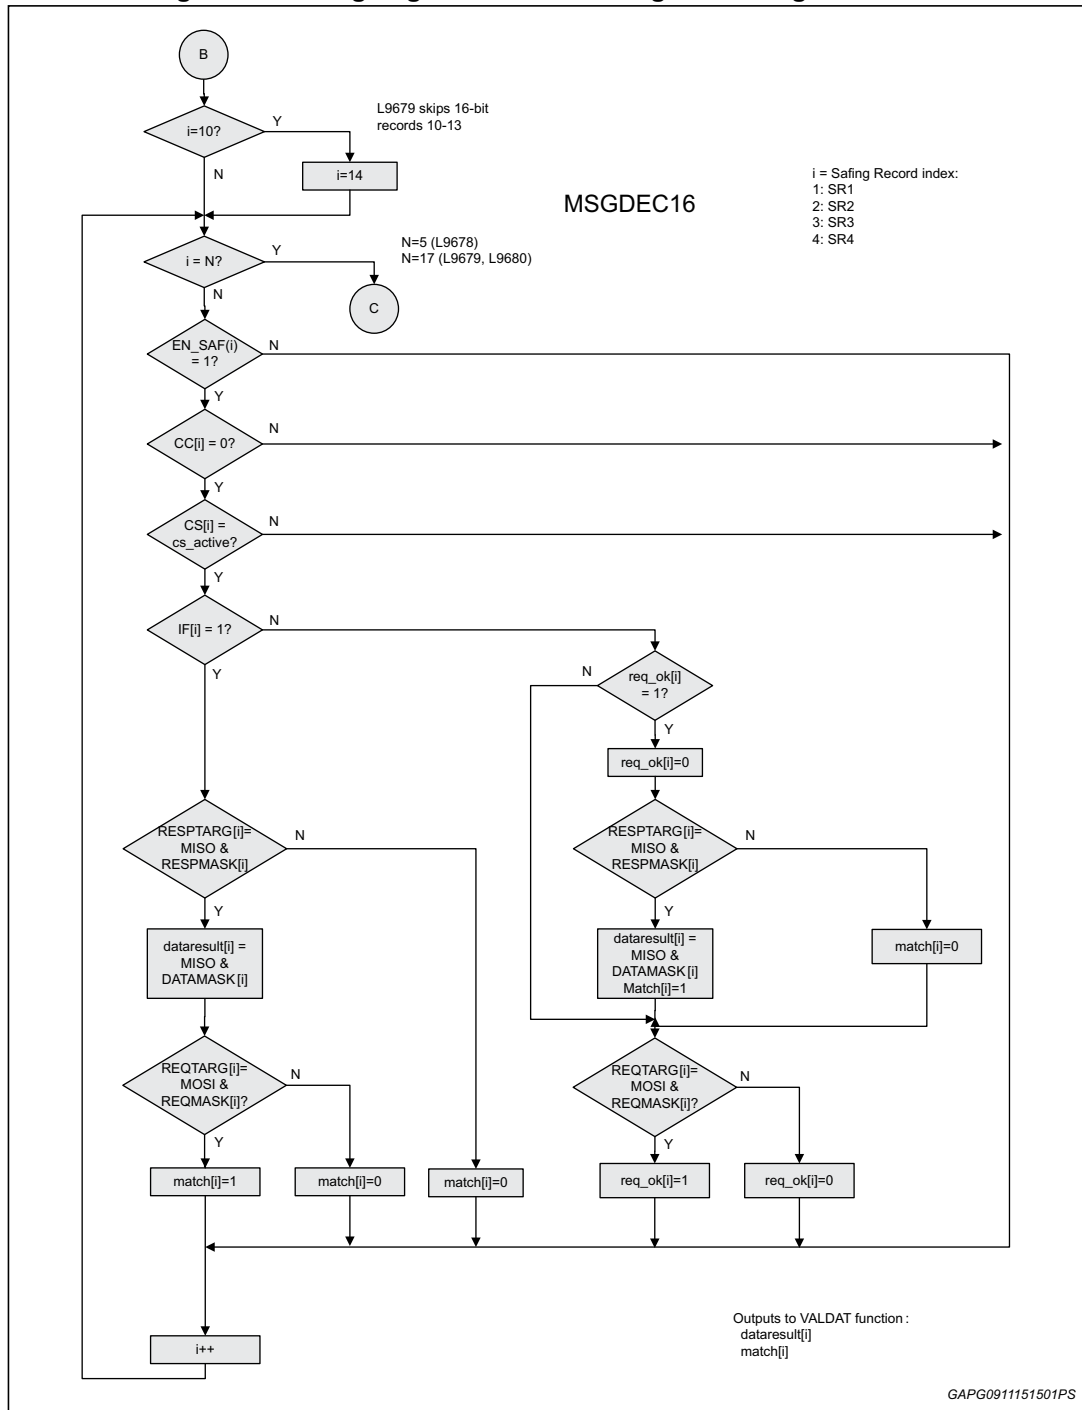 B
i=10?
Y
L9679 skips 16-bit
records 10-13
N
i=14
MSGDEC16
i = Safing Record index:
1: SR1
2: SR2
3: SR3
4: SR4
i = N?
Y
N=5 (L9678)
N=17 (L9679, L9680)
N
C
EN_SAF(i)
= 1?
N
Y
CC[i] = 0?
N
Y
CS[i] =
cs_active?
N
Y
IF[i] = 1?
N
Y
N
req_ok[i]
= 1?
Y
req_ok[i]=0
RESPTARG[i]=
MISO &
RESPMASK[i]
N
Y
RESPTARG[i]=
MISO &
RESPMASK[i]
N
Y
dataresult[i] =
MISO &
DATAMASK[i]
dataresult[i] =
MISO &
DATAMASK[i]
Match[i]=1
match[i]=0
REQTARG[i]=
MOSI &
REQMASK[i]?
N
Y
REQTARG[i]=
MOSI &
REQMASK[i]?
N
Y
match[i]=1
match[i]=0
match[i]=0
req_ok[i]=1
req_ok[i]=0
i++
Outputs to VALDAT function :
dataresult[i]
match[i]
GAPG0911151501PS